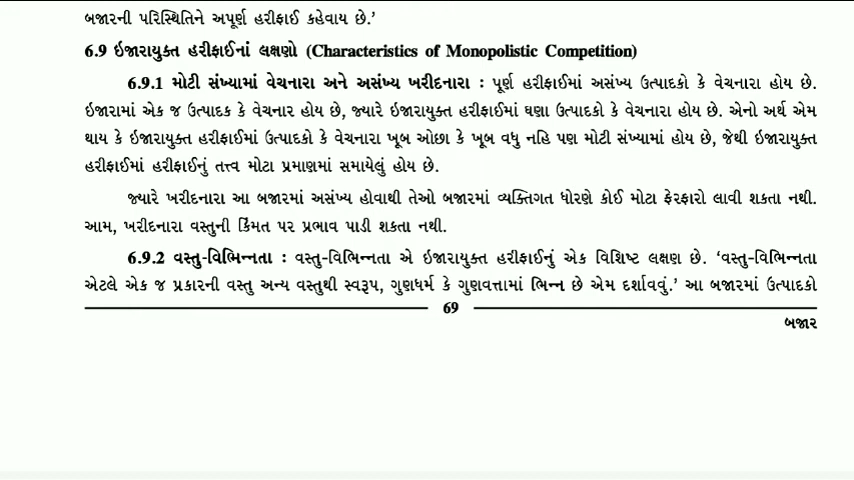 બજારની પરિસ્થિતિને અપૂર્ણ હરીફાઈ કહેવાય છે.’
6.9 ઇજારાયુક્ત હરીફાઈનાં લક્ષણો (Characteristics of Monopolistic Competition)
6.9.1 મોટી સંખ્યામાં વેચનારા અને અસંખ્ય ખરીદનારા : પૂર્ણ હરીફાઈમાં અસંખ્ય ઉત્પાદકો કે વેચનારા હોય છે.
ઇજારામાં એક જ ઉત્પાદક કે વેચનાર હોય છે, જ્યારે ઇજારાયુક્ત હરીફાઈમાં ઘણા ઉત્પાદકો કે વેચનારા હોય છે. એનો અર્થ એમ
થાય કે ઇજારાયુક્ત હરીફાઈમાં ઉત્પાદકો કે વેચનારા ખૂબ ઓછા કે ખૂબ વધુ નહિ પણ મોટી સંખ્યામાં હોય છે, જેથી ઇજારાયુક્ત
હરીફાઈમાં હરીફાઈનું તત્ત્વ મોટા પ્રમાણમાં સમાયેલું હોય છે.
જ્યારે ખરીદનારા આ બજારમાં અસંખ્ય હોવાથી તેઓ બજારમાં વ્યક્તિગત ધોરણે કોઈ મોટા ફેરફારો લાવી શકતા નથી.
આમ, ખરીદનારા વસ્તુની કિંમત પર પ્રભાવ પાડી શકતા નથી.
6.9.2 વસ્તુ-વિભિન્નતા : વસ્તુ-વિભિન્નતા એ ઇજારાયુક્ત હરીફાઈનું એક વિશિષ્ટ લક્ષણ છે. ‘વસ્તુ-વિભિન્નતા
એટલે એક જ પ્રકારની વસ્તુ અન્ય વસ્તુથી સ્વરૂપ, ગુણધર્મ કે ગુણવત્તામાં ભિન્ન છે એમ દર્શાવવું.’ આ બજારમાં ઉત્પાદકો
69
બજાર